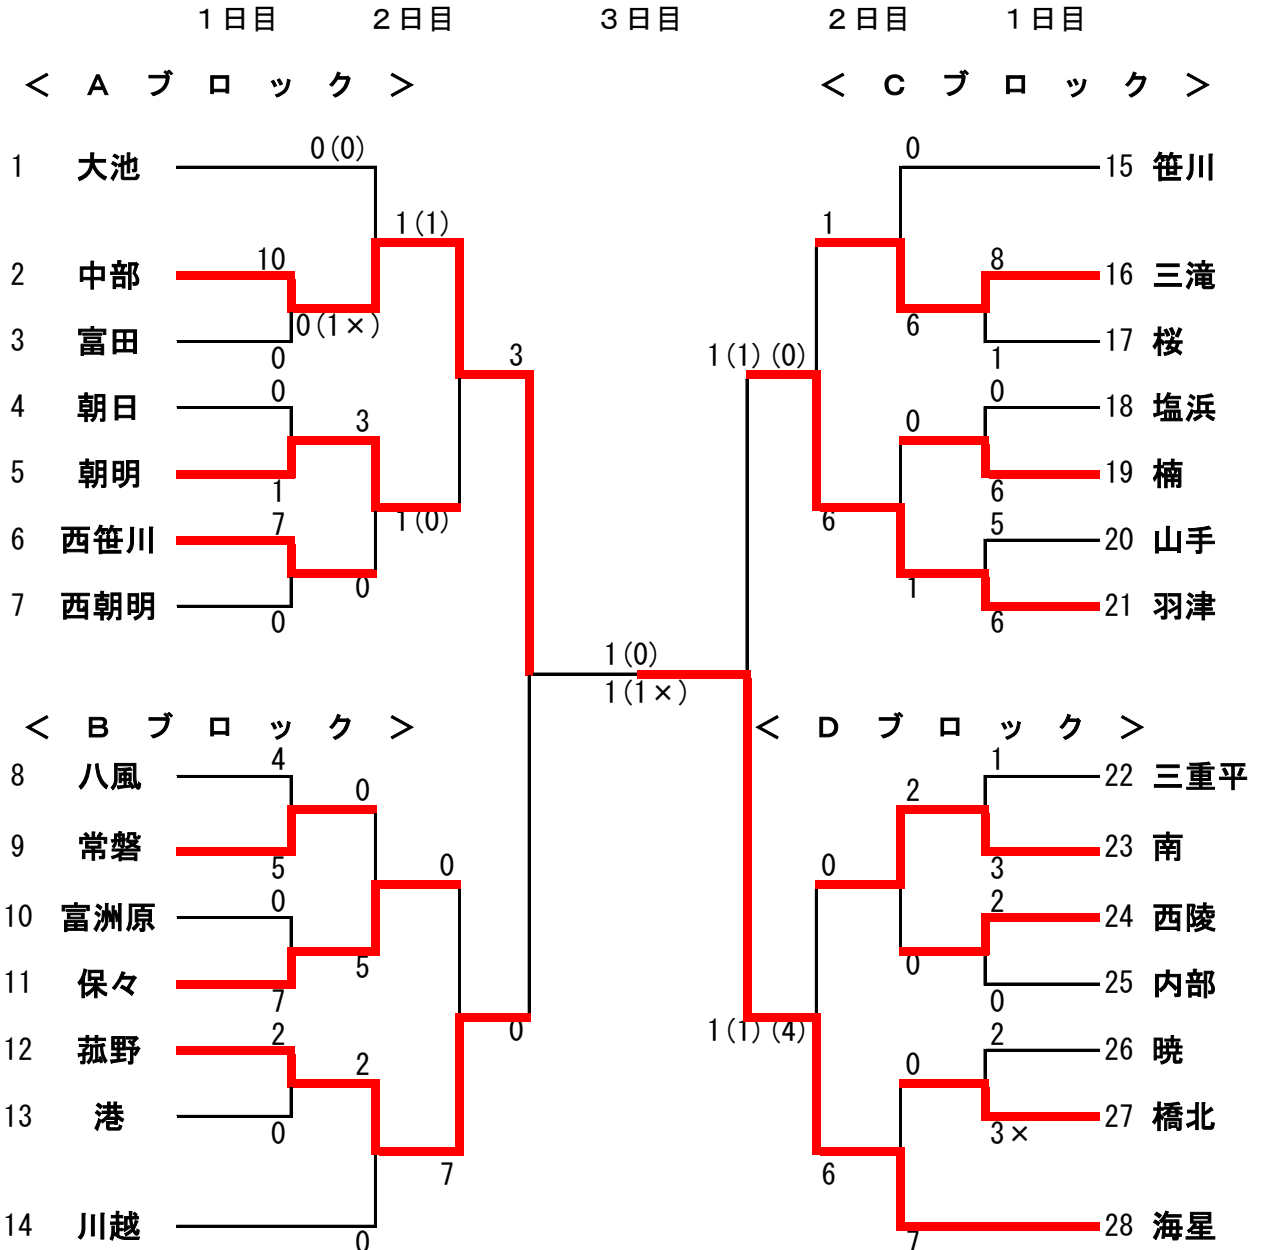 1日目 2日目 3日目 2日目 1日目
＜ A ブ ロ ッ ク ＞ ＜ C ブ ロ ッ ク ＞
0(0) 0
1 大池 15 笹川
1(1) 1
10 8
2 中部 16 三滝
0(1×) 6
3 富田 17 桜
3 1(1)(0)
0 1
0 0
4 朝日 18 塩浜
3 0
5 朝明 19 楠
1 6
1(0) 6
7 5
6 西笹川 20 山手
0 1
7 西朝明 21 羽津
0 6
1(0)
1(1×)
＜ B ブ ロ ッ ク ＞ ＜ D ブ ロ ッ ク ＞
4 1
8 八風 22 三重平
0 2
9 常磐 23 南
5 0 0 3
0 2
10 富洲原 24 西陵
5 0
11 保々 25 内部
7 0
0 1(1)(4)
2 2
12 菰野 26 暁
2 0
13 港 27 橋北
0 3×
7 6
14 川越 28 海星
0 7